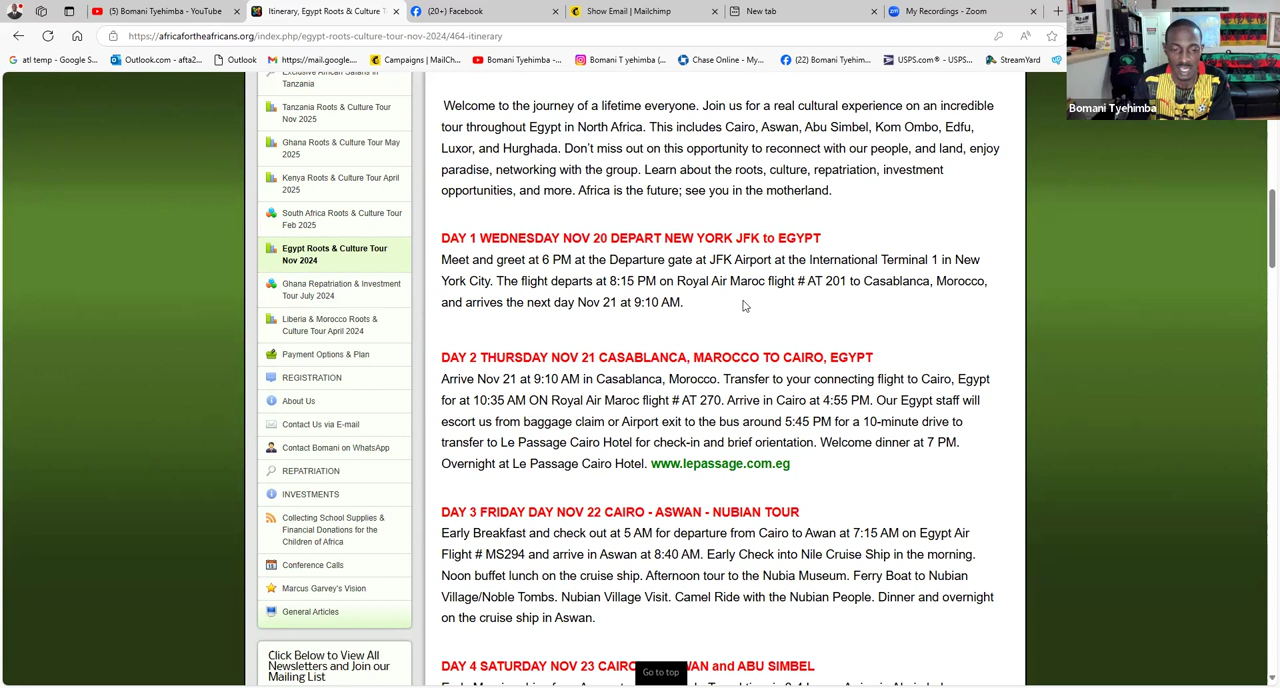 (5) Bomani Tyehimba - YouTube
Itinerary, Egypt Roots & Culture T
(20+) Facebook
Show Email | Mailchimp
New tab
My Recordings - Zoom
https://africafortheafricans.org/index.php/egypt-roots-culture-tour-nov-2024/464-itinerary
atl temp - Google S...
Outlook.com - afta2...
Outlook
https://mail.google....
Campaigns | MailCh...
Bomani Tyehimba -...
Bomani T yehimba (...
Chase Online - My...
(22) Bomani Tyehim...
USPS.com® - USPS...
StreamYard
Bomani Tyehimba
Tanzania
Tanzania Roots & Culture Tour
Nov 2025
Ghana Roots & Culture Tour May
2025
Kenya Roots & Culture Tour April
2025
South Africa Roots & Culture Tour
Feb 2025
Egypt Roots & Culture Tour
Nov 2024
Ghana Repatriation & Investment
Tour July 2024
Liberia & Morocco Roots &
Culture Tour April 2024
Payment Options & Plan
REGISTRATION
About Us
Contact Us via E-mail
Contact Bomani on WhatsApp
REPATRIATION
INVESTMENTS
Collecting School Supplies &
Financial Donations for the
Children of Africa
Conference Calls
Marcus Garvey's Vision
General Articles
Click Below to View All
Newsletters and Join our
Mailing List
Welcome to the journey of a lifetime everyone. Join us for a real cultural experience on an incredible
tour throughout Egypt in North Africa. This includes Cairo, Aswan, Abu Simbel, Kom Ombo, Edfu,
Luxor, and Hurghada. Don't miss out on this opportunity to reconnect with our people, and land, enjoy
paradise, networking with the group. Learn about the roots, culture, repatriation, investment
opportunities, and more. Africa is the future; see you in the motherland.
DAY 1 WEDNESDAY NOV 20 DEPART NEW YORK JFK to EGYPT
Meet and greet at 6 PM at the Departure gate at JFK Airport at the International Terminal 1 in New
York City. The flight departs at 8:15 PM on Royal Air Maroc flight # AT 201 to Casablanca, Morocco,
and arrives the next day Nov 21 at 9:10 AM.
DAY 2 THURSDAY NOV 21 CASABLANCA, MAROCCO TO CAIRO, EGYPT
Arrive Nov 21 at 9:10 AM in Casablanca, Morocco. Transfer to your connecting flight to Cairo, Egypt
for at 10:35 AM ON Royal Air Maroc flight # AT 270. Arrive in Cairo at 4:55 PM. Our Egypt staff will
escort us from baggage claim or Airport exit to the bus around 5:45 PM for a 10-minute drive to
transfer to Le Passage Cairo Hotel for check-in and brief orientation. Welcome dinner at 7 PM.
Overnight at Le Passage Cairo Hotel. www.lepassage.com.eg
DAY 3 FRIDAY DAY NOV 22 CAIRO - ASWAN - NUBIAN TOUR
Early Breakfast and check out at 5 AM for departure from Cairo to Awan at 7:15 AM on Egypt Air
Flight # MS294 and arrive in Aswan at 8:40 AM. Early Check into Nile Cruise Ship in the morning.
Noon buffet lunch on the cruise ship. Afternoon tour to the Nubia Museum. Ferry Boat to Nubian
Village/Noble Tombs. Nubian Village Visit. Camel Ride with the Nubian People. Dinner and overnight
on the cruise ship in Aswan.
DAY 4 SATURDAY NOV 23 CAIRO WAN and ABU SIMBEL
Go to top